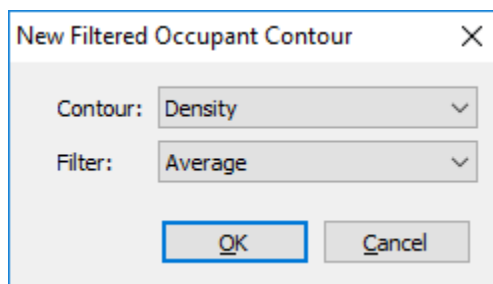 New Filtered Occupant Contour
Contour: Density
Filter: Average
OK Cancel